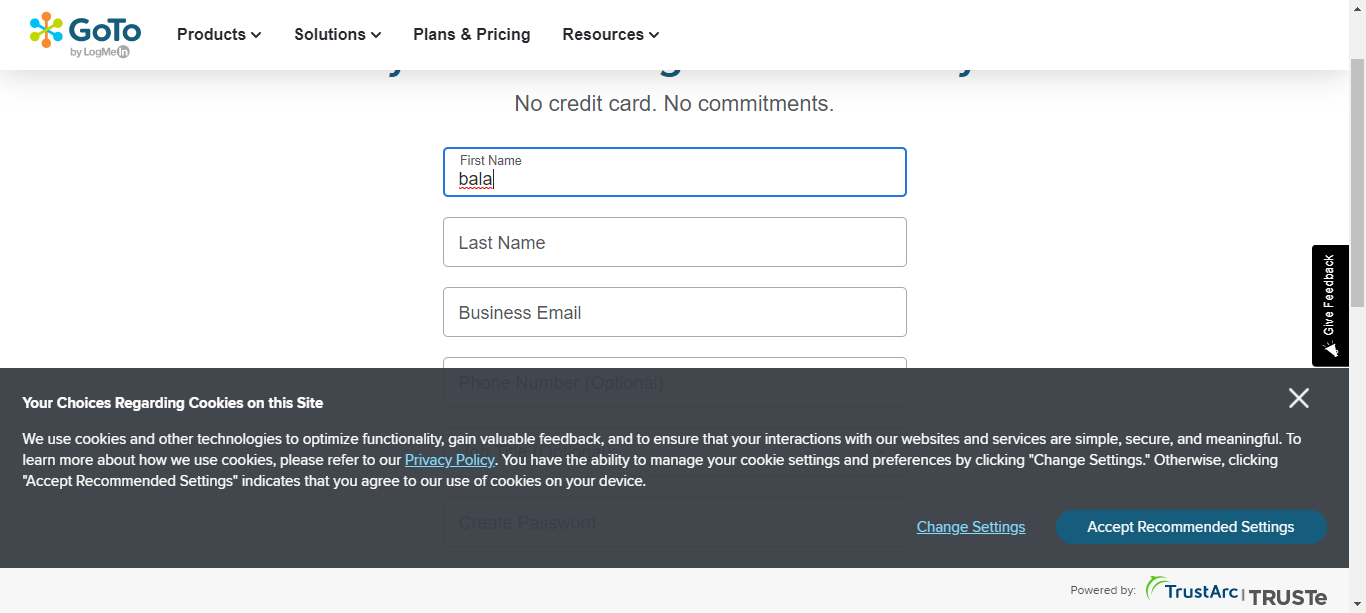 GoTo
by LogMeIn
Products
Solutions
Plans & Pricing
Resources
No credit card. No commitments.
First Name
bala
Last Name
Business Email
Phone Number (Optional)
Give Feedback
Your Choices Regarding Cookies on this Site
We use cookies and other technologies to optimize functionality, gain valuable feedback, and to ensure that your interactions with our websites and services are simple, secure, and meaningful. To
learn more about how we use cookies, please refer to our Privacy Policy. You have the ability to manage your cookie settings and preferences by clicking "Change Settings." Otherwise, clicking
"Accept Recommended Settings" indicates that you agree to our use of cookies on your device.
Create Password
Change Settings
Accept Recommended Settings
Powered by:
TrustArc | TRUSTe